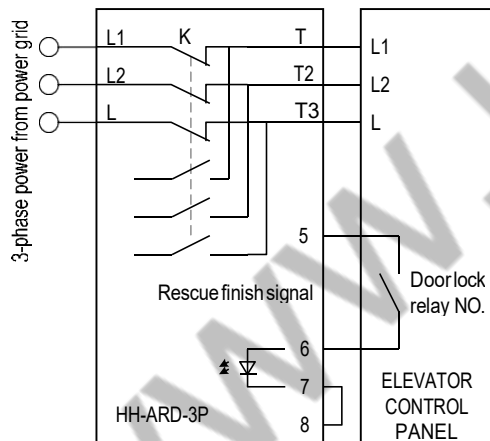 3-phase power from power grid
L1 K T L1
L2 T2 L2
L T3 L
5
Rescue finish signal
Door lock
relay NO.
6
7
8
HH-ARD-3P
ELEVATOR
CONTROL
PANEL